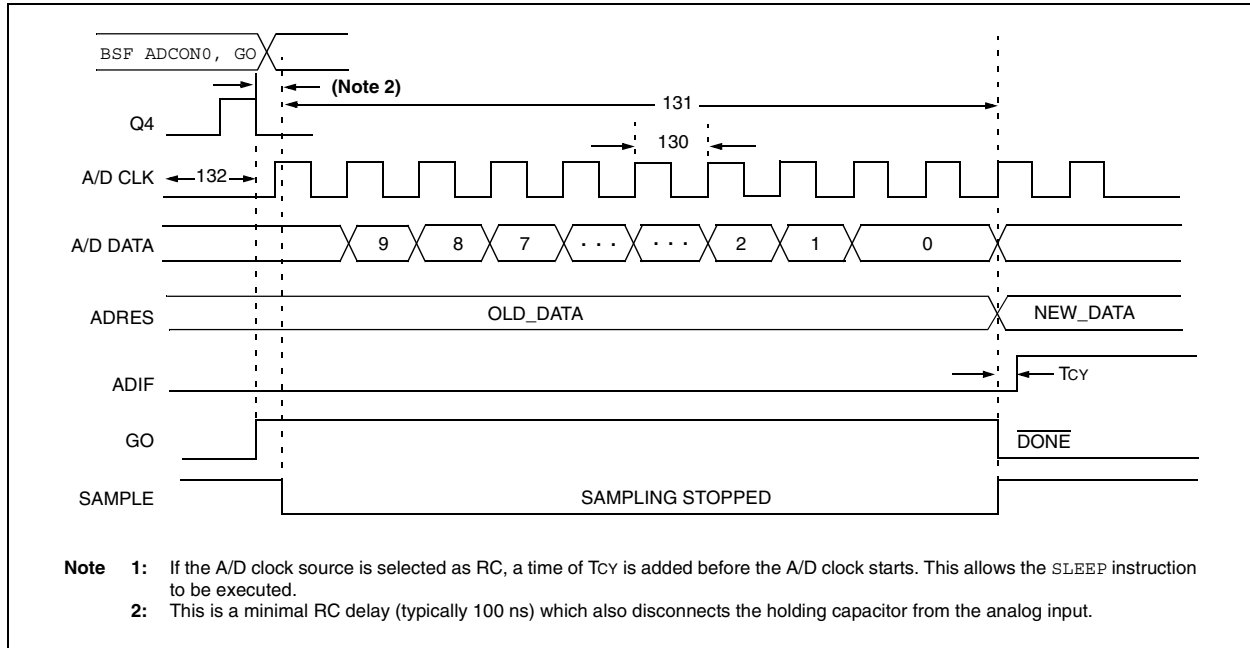 BSF ADCON0, GO
(Note 2)
131
Q4
130
A/D CLK
132
A/D DATA
9 8 7 · · · · · · 2 1 0
ADRES
OLD_DATA
NEW_DATA
ADIF
TCY
GO
DONE
SAMPLE
SAMPLING STOPPED
Note 1: If the A/D clock source is selected as RC, a time of TCY is added before the A/D clock starts. This allows the SLEEP instruction
to be executed.
2: This is a minimal RC delay (typically 100 ns) which also disconnects the holding capacitor from the analog input.